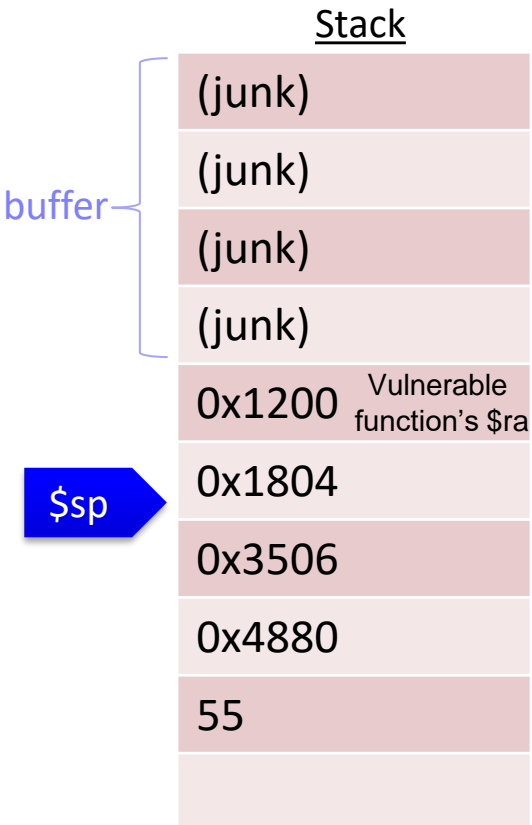 Stack
(junk)
(junk)
buffer
(junk)
(junk)
0x1200
Vulnerable
function’s $ra
$sp
0x1804
0x3506
0x4880
55